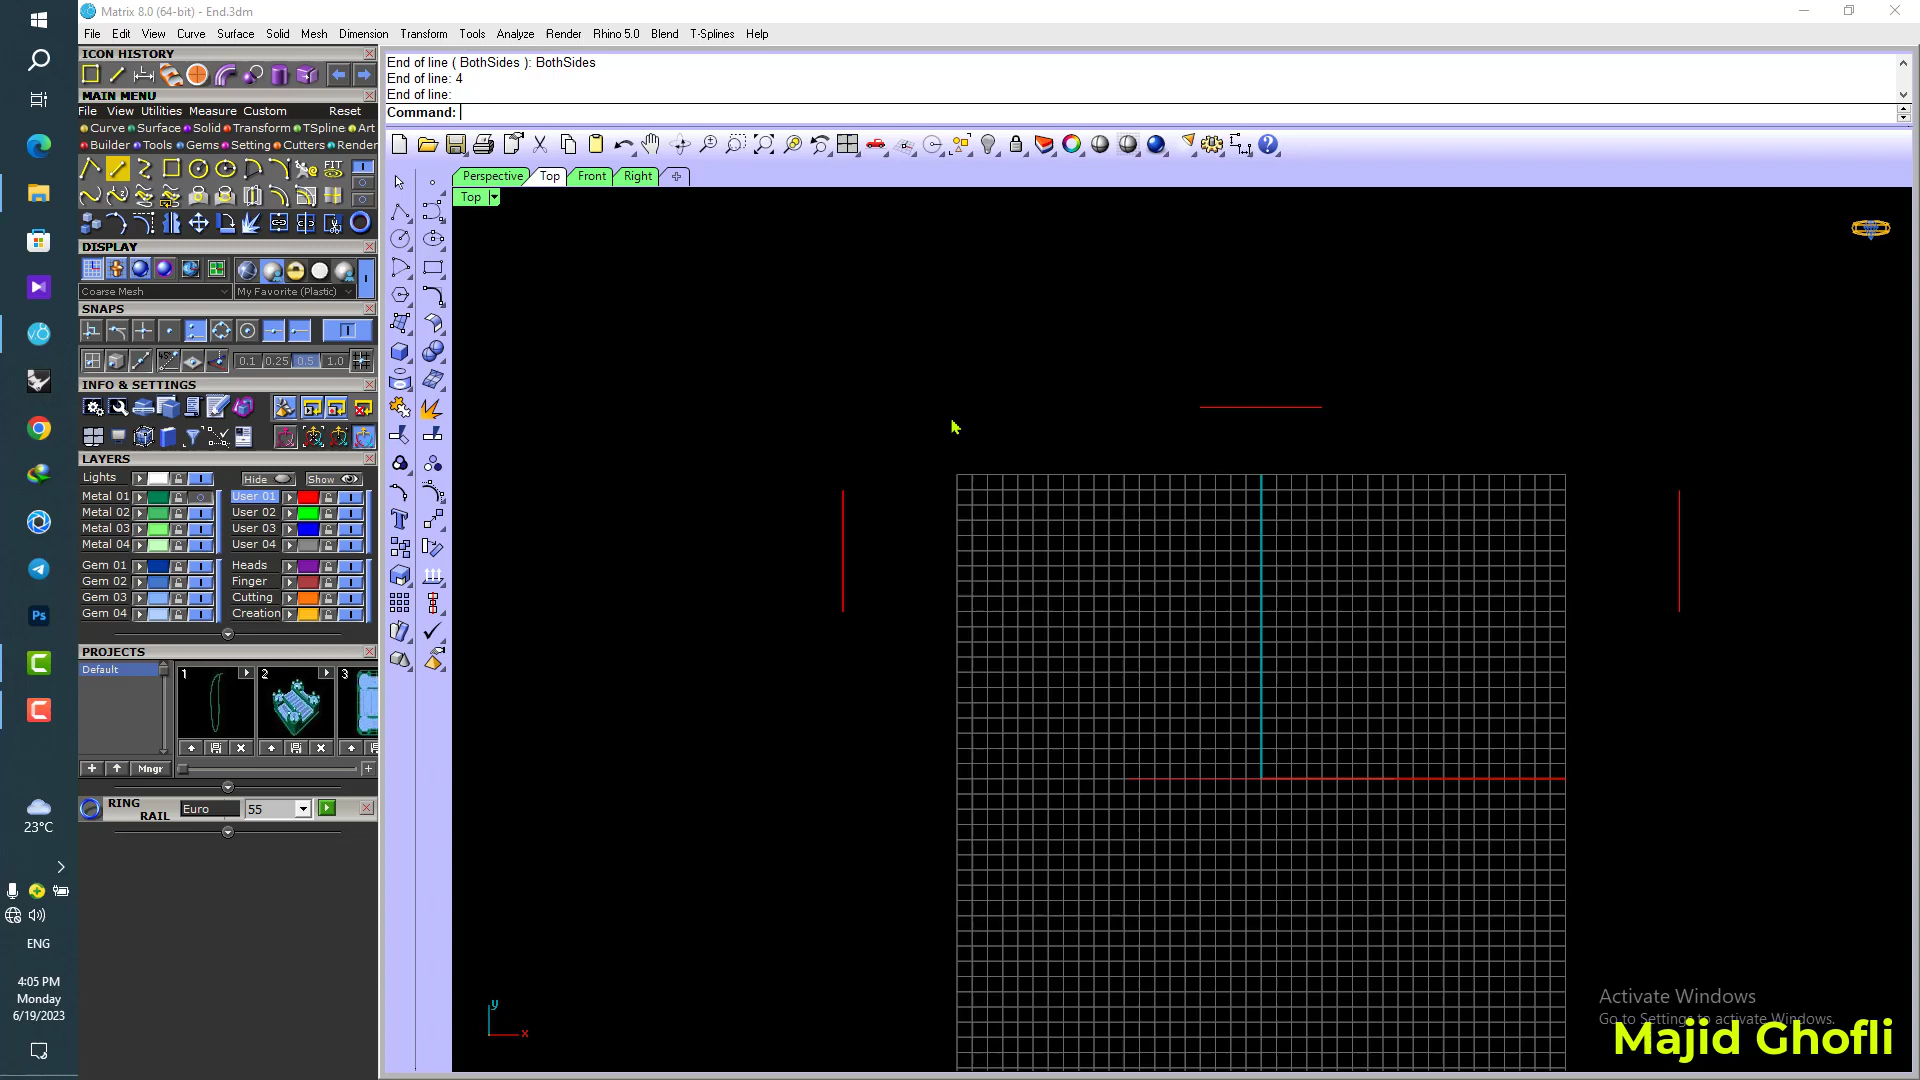 Matrix 8.0 (64-bit) - End.3dm
File Edit View Curve Surface Solid Mesh Dimension Transform Tools Analyze Render Rhino 5.0 Blend T-Splines Help
ICON HISTORY
MAIN MENU
File View Utilities Measure Custom Reset
Curve Surface Solid Transform TSpline Art
Builder Tools Gems Setting Cutters Render
FIT
DISPLAY
Coarse Mesh My Favorite (Plastic)
SNAPS
0.1 0.25 0.5 1.0
INFO & SETTINGS
LAYERS
Lights Hide Show
Metal 01 User 01
Metal 02 User 02
Metal 03 User 03
Metal 04 User 04
Gem 01 Heads
Gem 02 Finger
Gem 03 Cutting
Gem 04 Creation
PROJECTS
Default
1 2 3
Mngr
RING
RAIL Euro 55
End of line ( BothSides ): BothSides
End of line: 4
End of line:
Command:
Perspective Top Front Right
Top
y
x
Ps
23°C
ENG
4:05 PM
Monday
6/19/2023
Activate Windows
Go to Settings to activate Windows.
Majid Ghofli